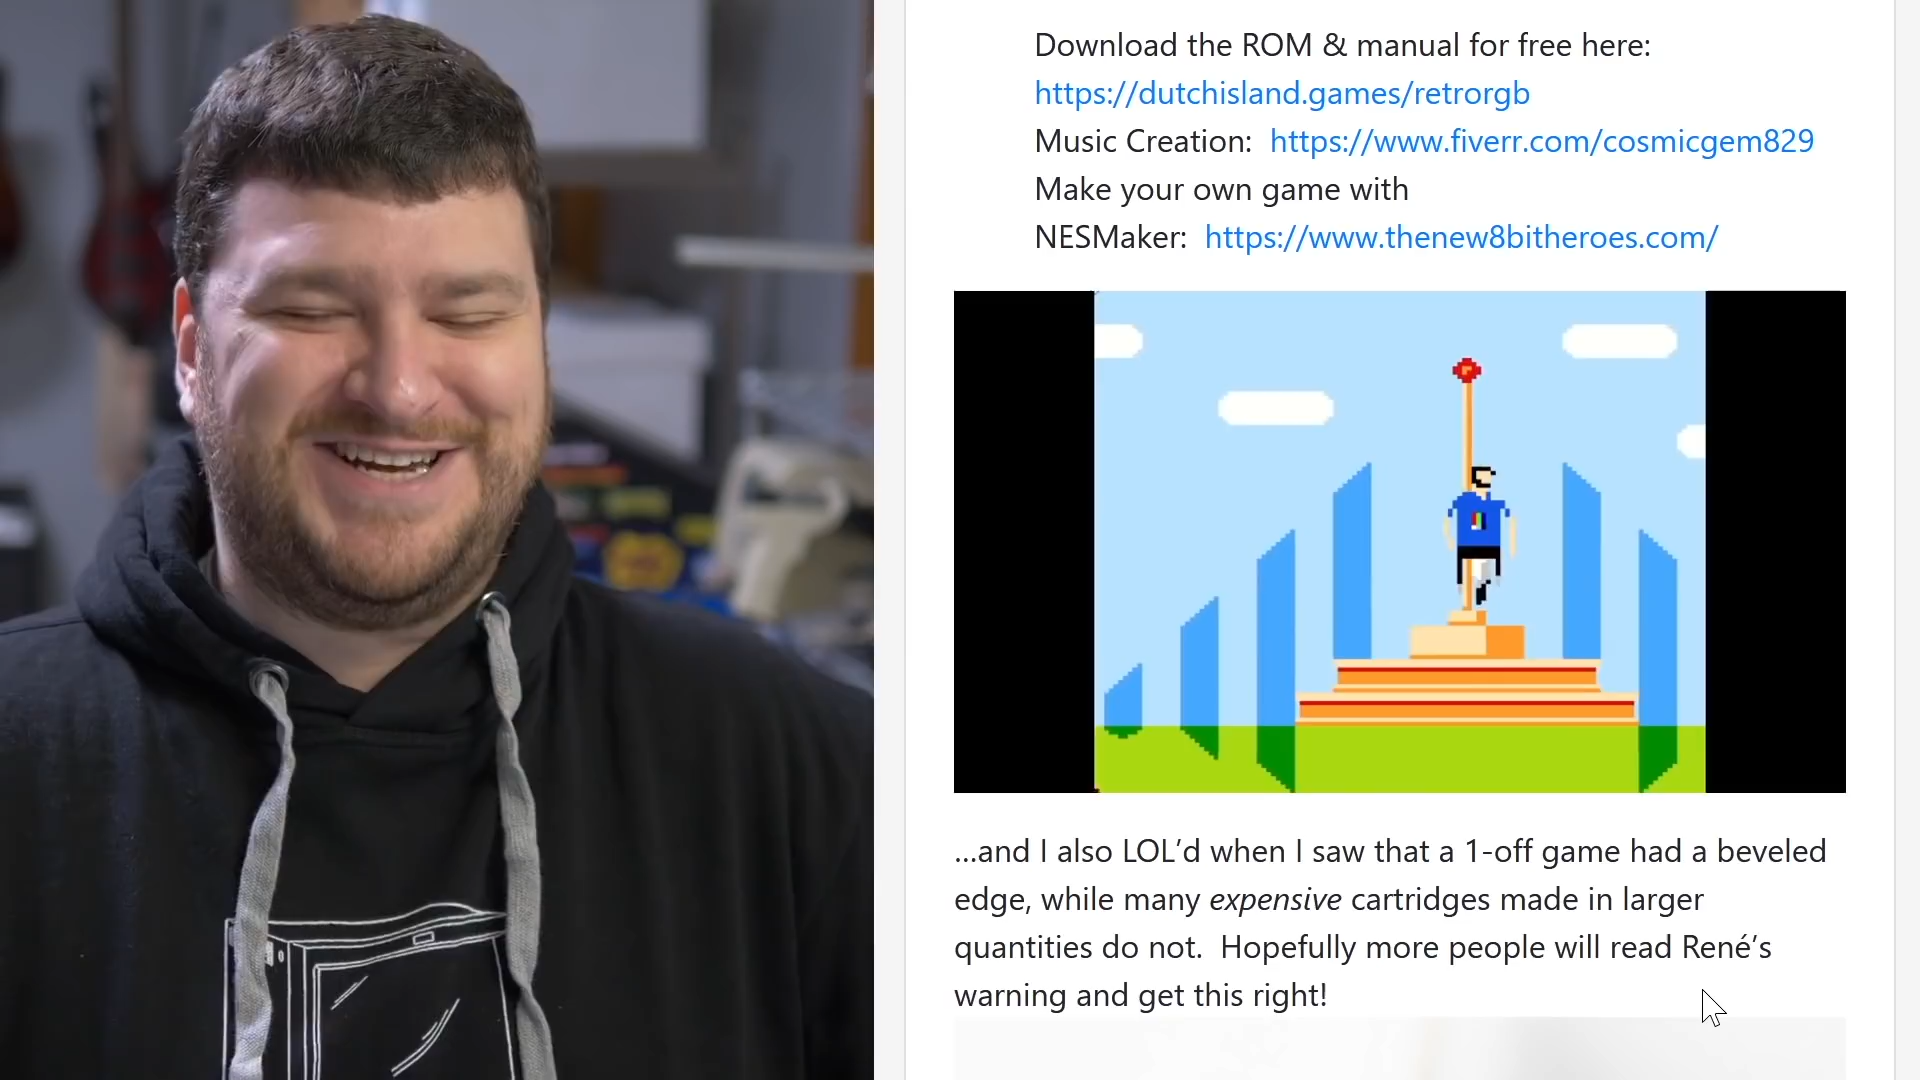 Download the ROM & manual for free here:
https://dutchisland.games/retrorgb
Music Creation:  https://www.fiverr.com/cosmicgem829
Make your own game with
NESMaker:  https://www.thenew8bitheroes.com/
...and I also LOL’d when I saw that a 1-off game had a beveled
edge, while many expensive cartridges made in larger
quantities do not.  Hopefully more people will read René’s
warning and get this right!